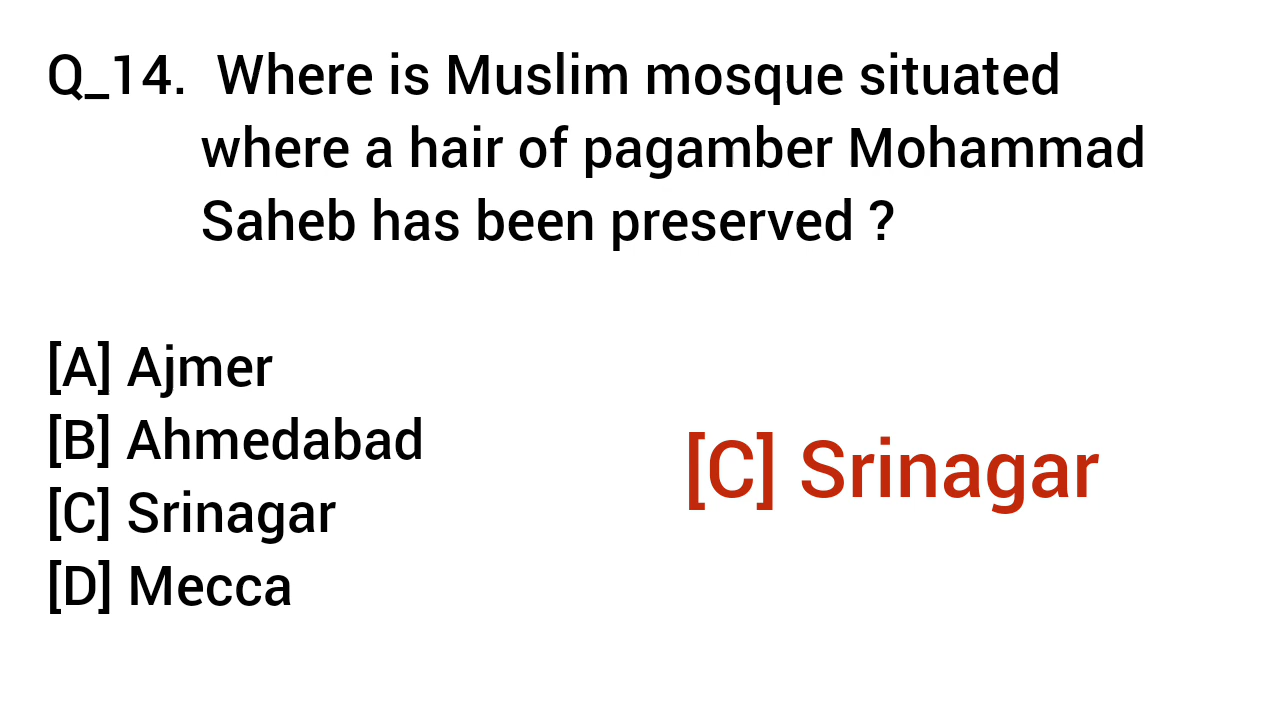 Q_14. Where is Muslim mosque situated
where a hair of pagamber Mohammad
Saheb has been preserved ?
[A] Ajmer
[B] Ahmedabad
[C] Srinagar
[D] Mecca
[C] Srinagar